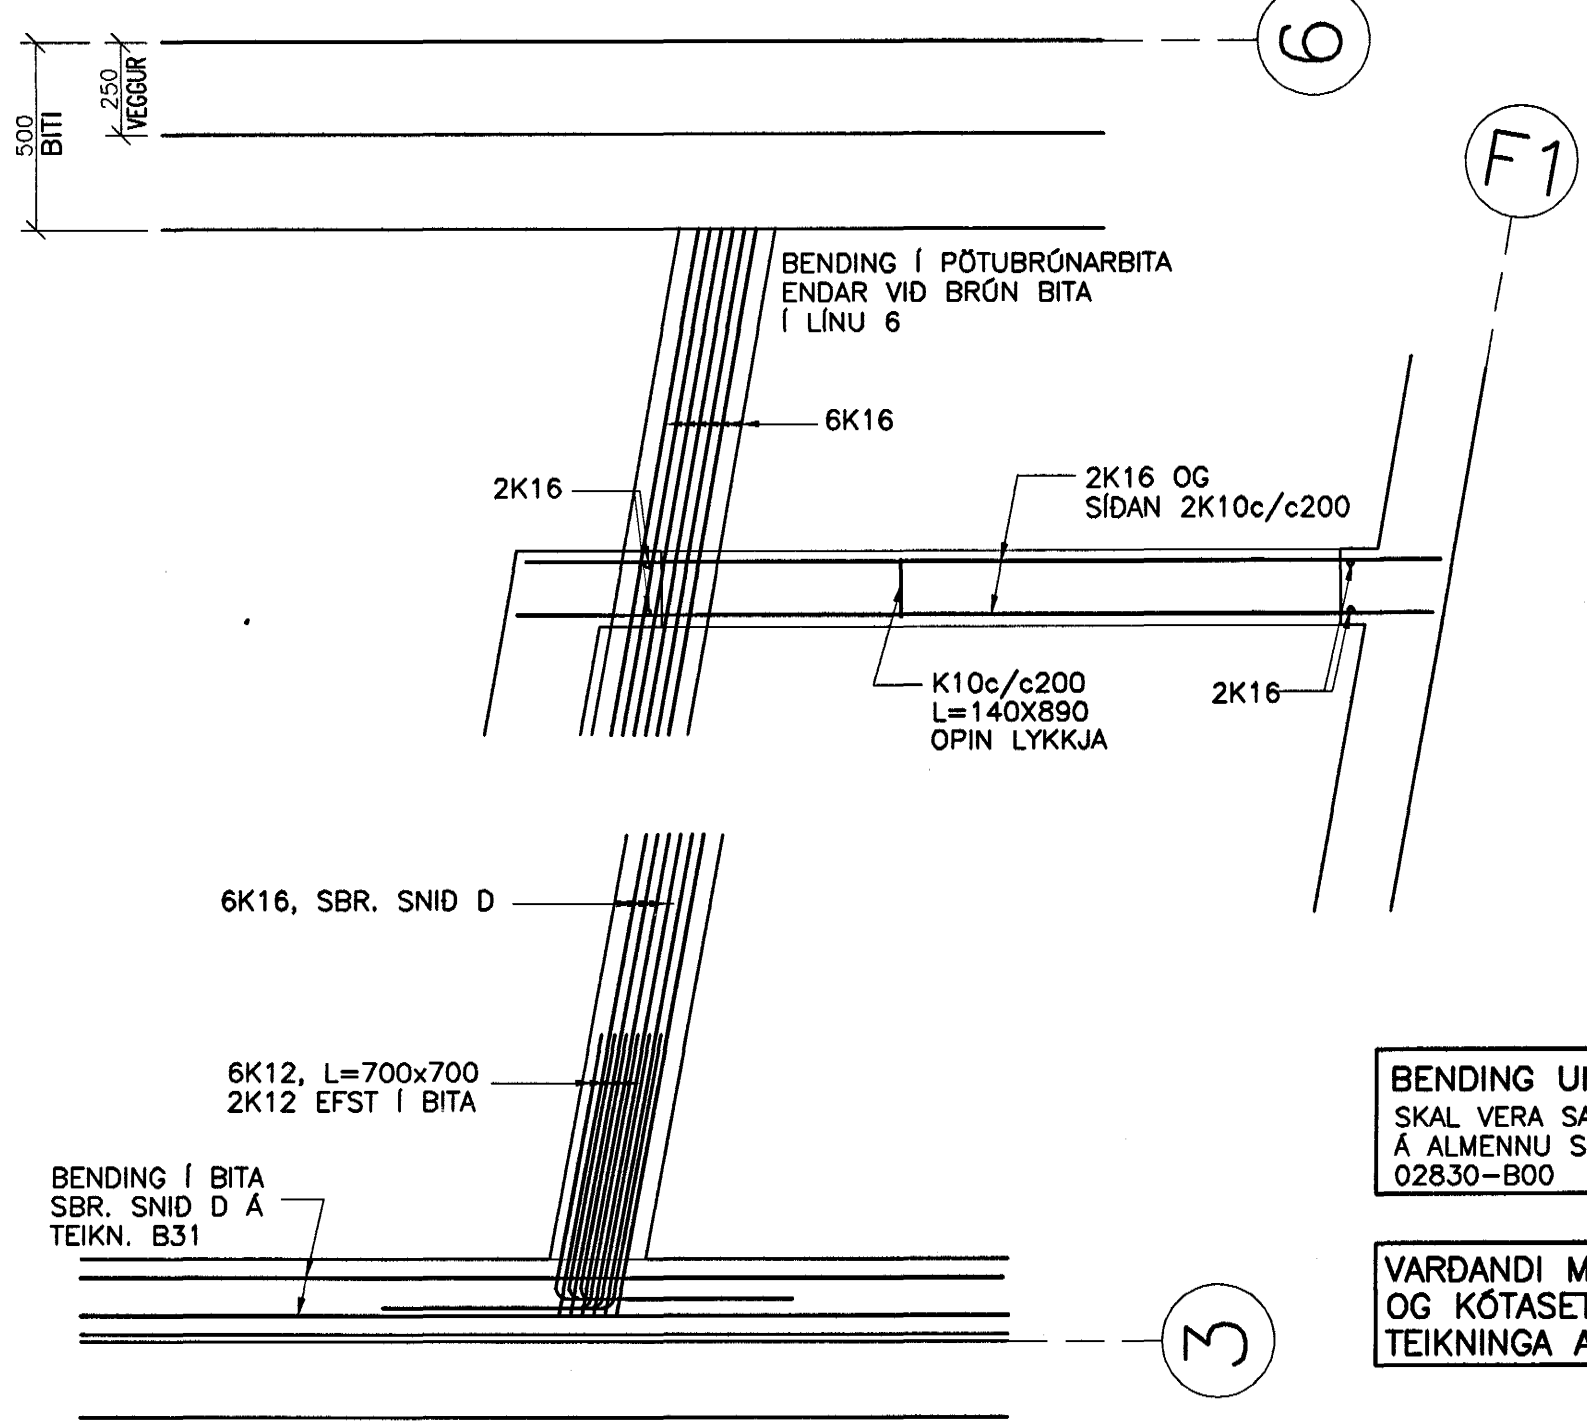 6
250
VEGGUR
500
BITI
F1
BENDING Í PÖTUBRÚNARBITA
ENDAR VIÐ BRÚN BITA
Í LÍNU 6
6K16
2K16
2K16 OG
SÍÐAN 2K10c/c200
K10c/c200
L=140X890
OPIN LYKKJA
2K16
6K16, SBR. SNIÐ D
6K12, L=700x700
2K12 EFST Í BITA
BENDING Í BITA
SBR. SNIÐ D Á
TEIKN. B31
3
BENDING
SKAL VERA
Á ALMENNU
02830-B00
VARÐANDI
OG
TEIKNINGA